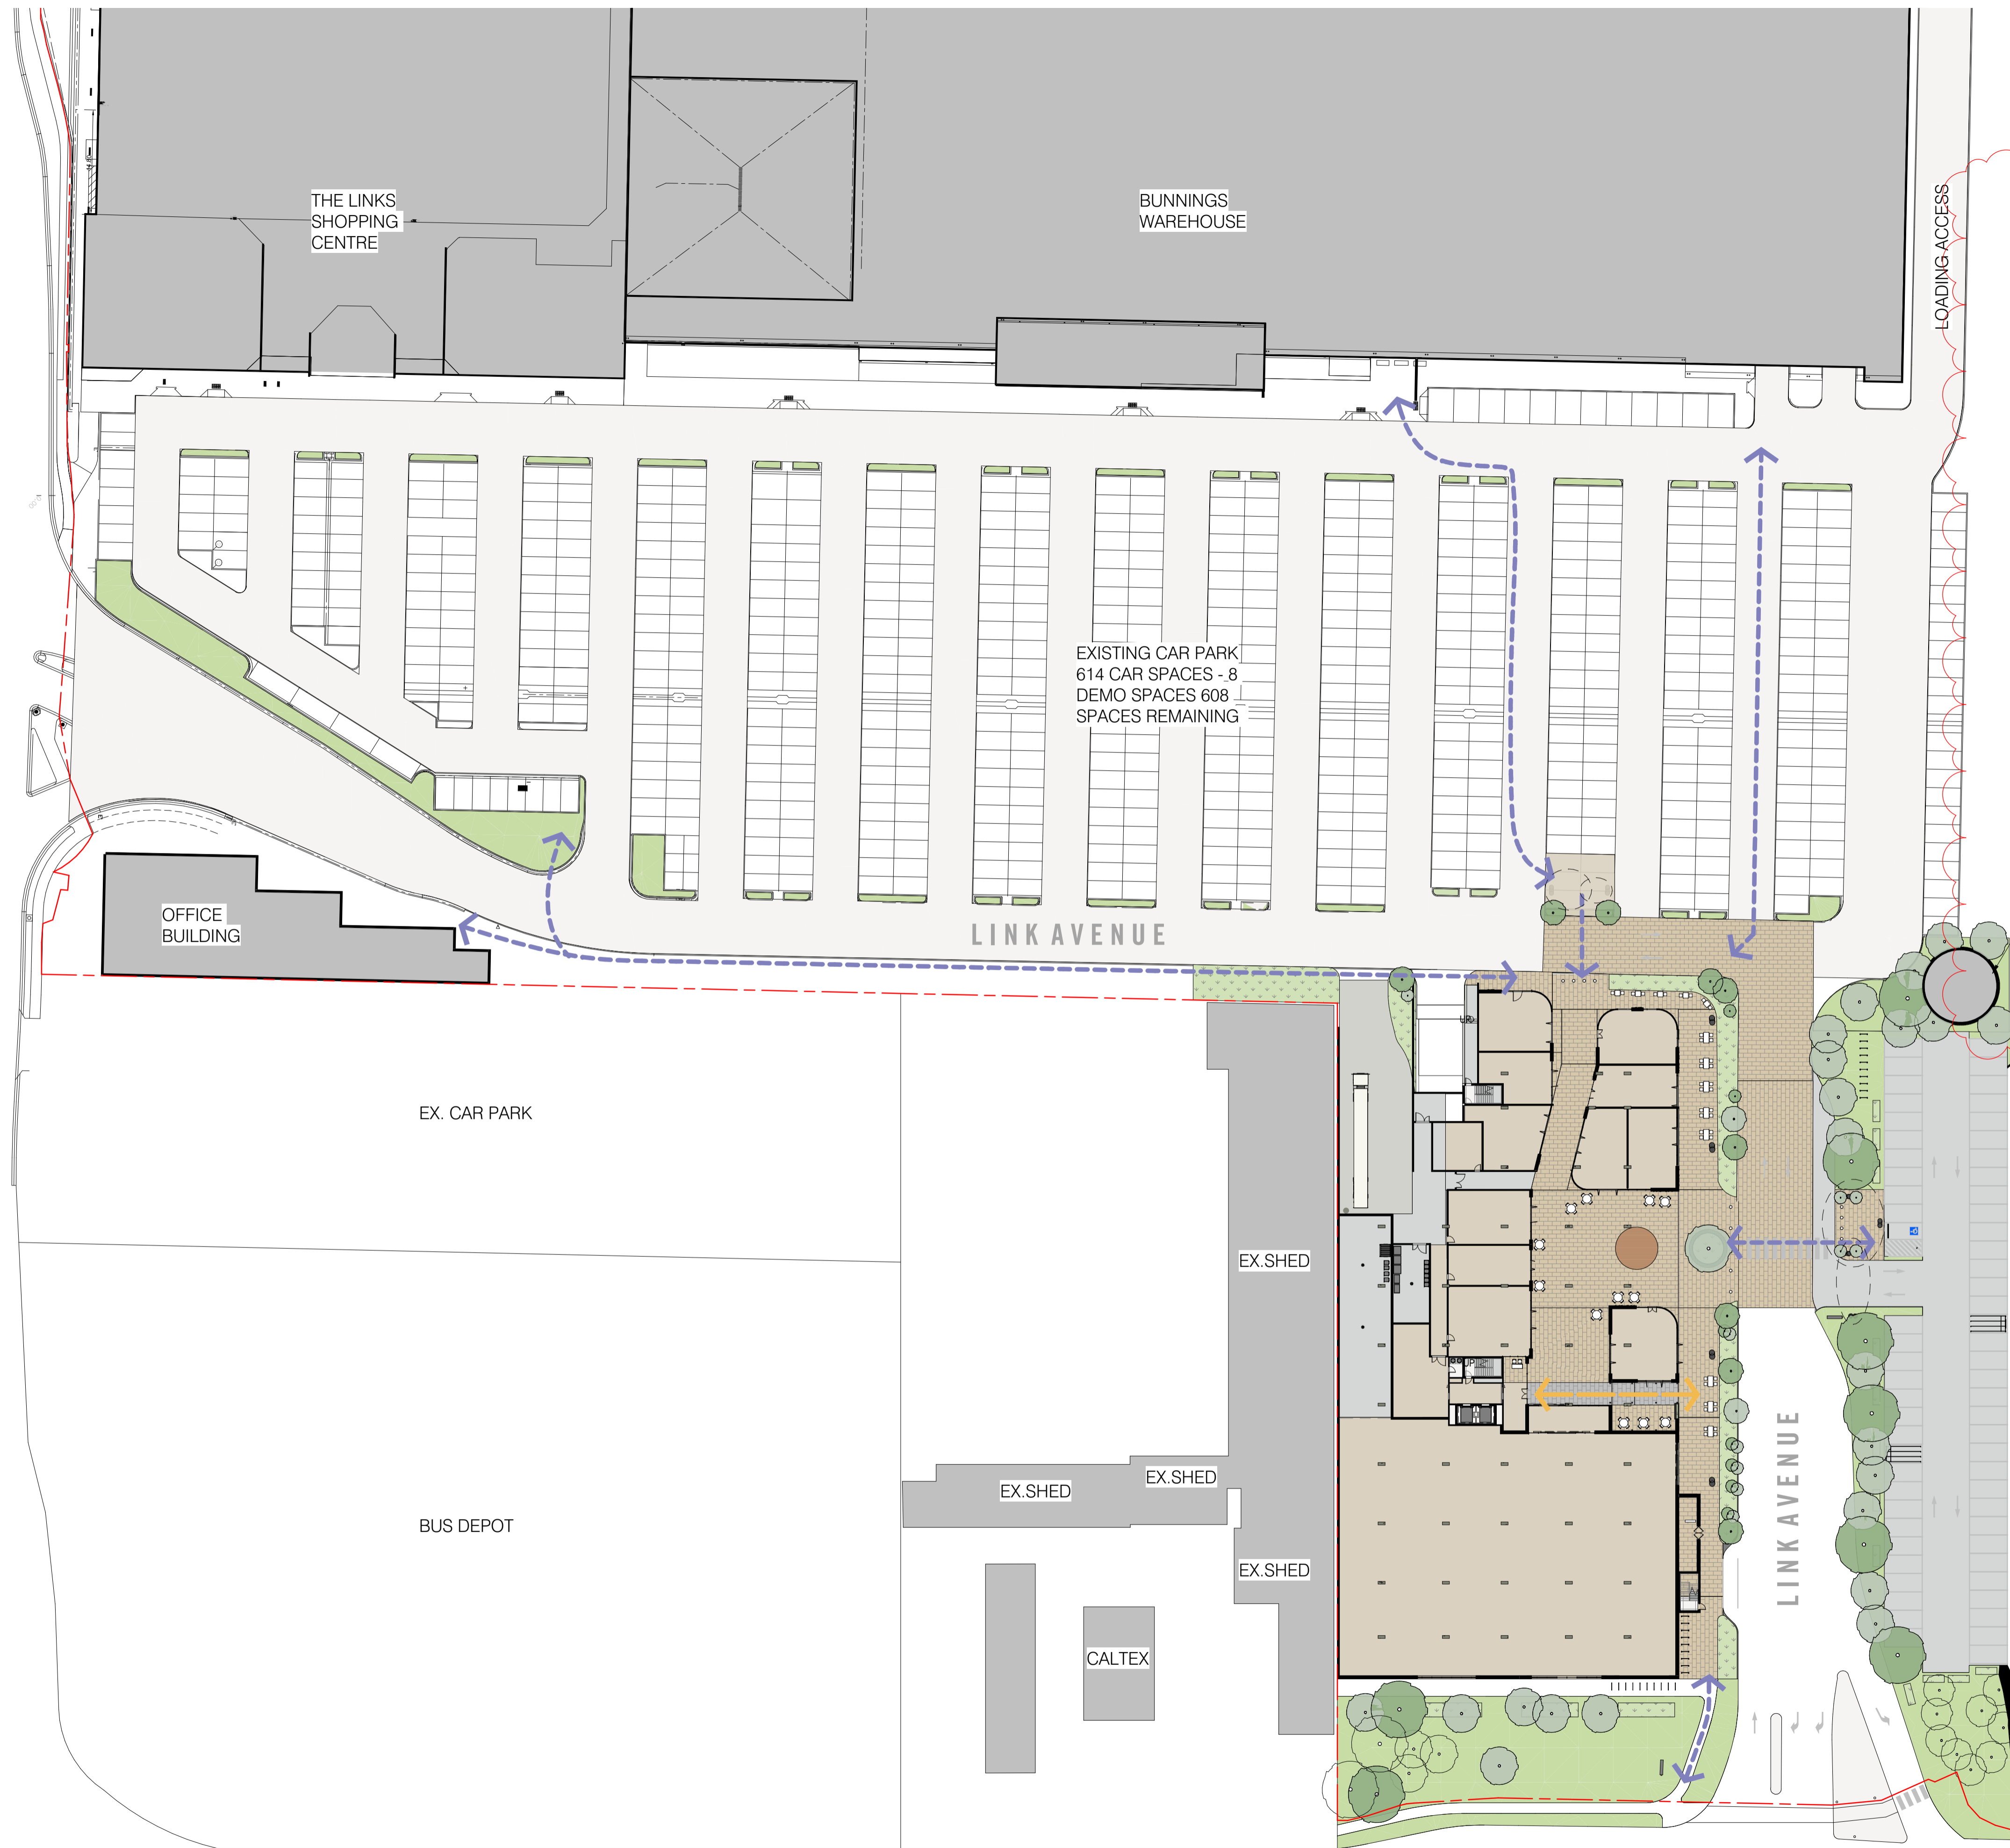 THE LINKS
SHOPPING
CENTRE
BUNNINGS
WAREHOUSE
LOADING ACCESS
EXISTING CAR PARK
614 CAR SPACES - 8
DEMO SPACES 608
SPACES REMAINING
OFFICE
BUILDING
LINK AVENUE
EX. CAR PARK
EX.SHED
EX.SHED
EX.SHED
BUS DEPOT
EX.SHED
CALTEX
LINK AVENUE